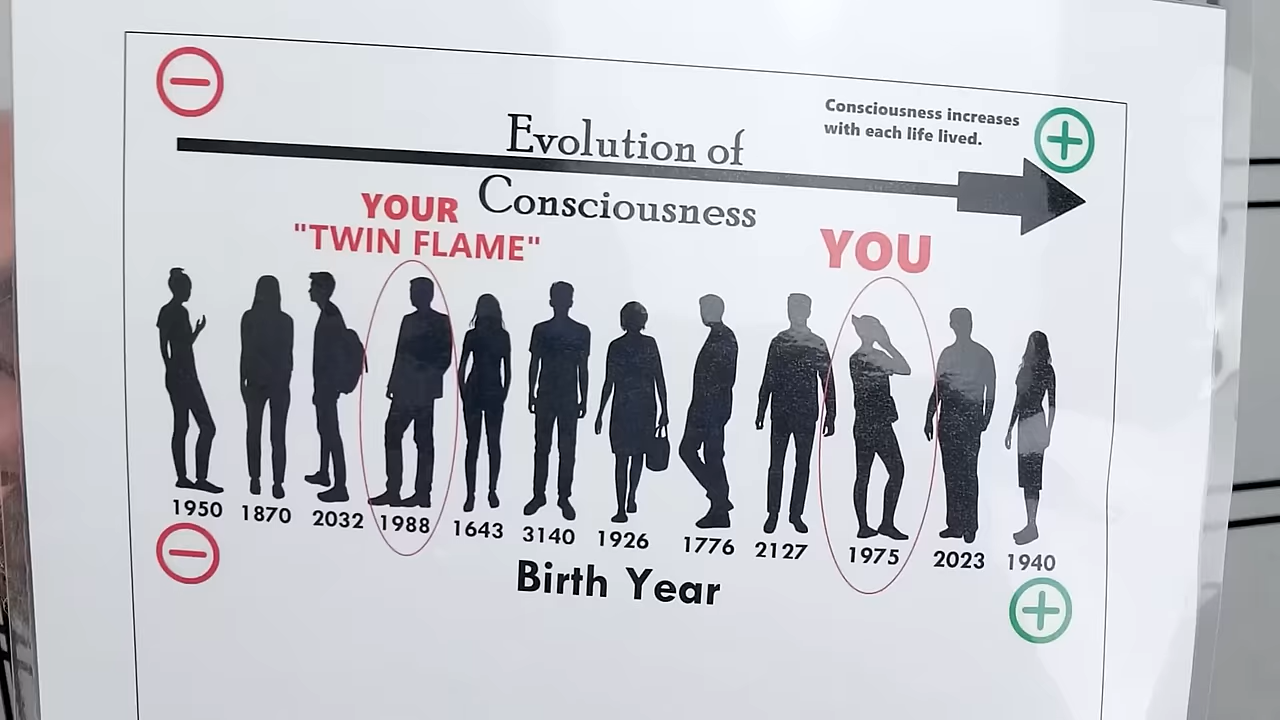 Consciousness increases
with each life lived.
Evolution of
Consciousness
YOUR
"TWIN FLAME"
YOU
1950 1870 2032 1988 1643 3140 1926 1776 2127 1975 2023 1940
Birth Year